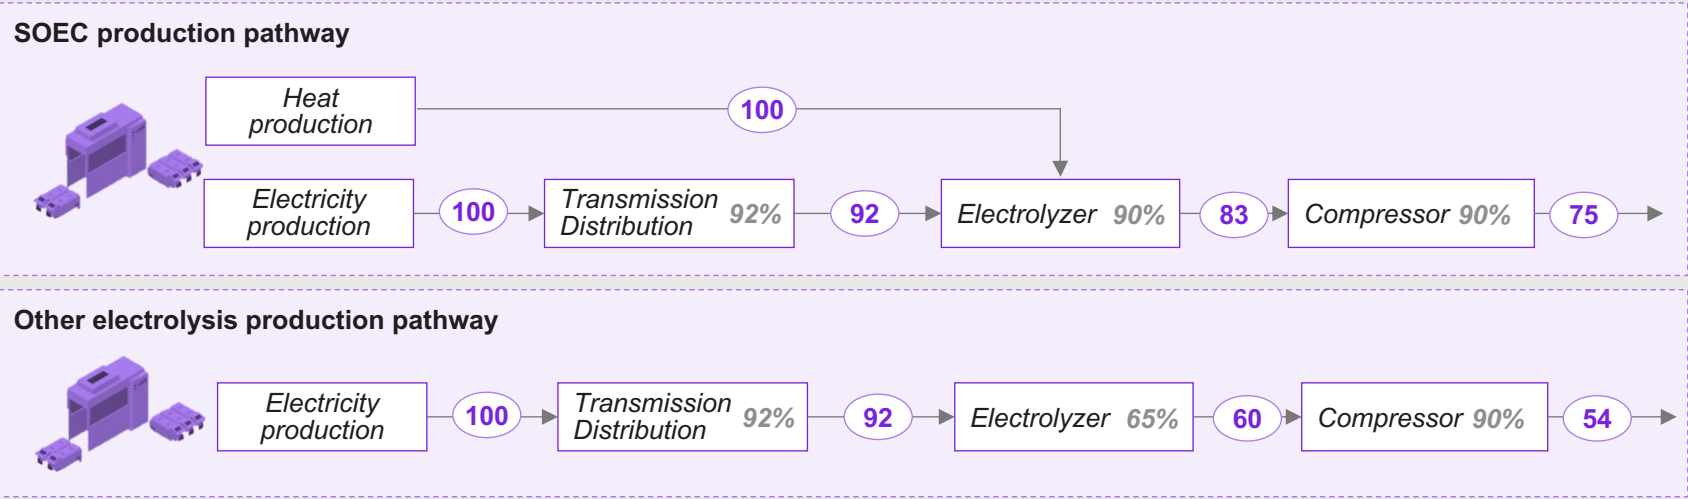 SOEC production pathway
Heat
production
100
Electricity
production
100
Transmission
Distribution
92%
92
Electrolyzer 90%
83
Compressor 90%
75
Other electrolysis production pathway
Electricity
production
100
Transmission
Distribution
92%
92
Electrolyzer 65%
60
Compressor 90%
54